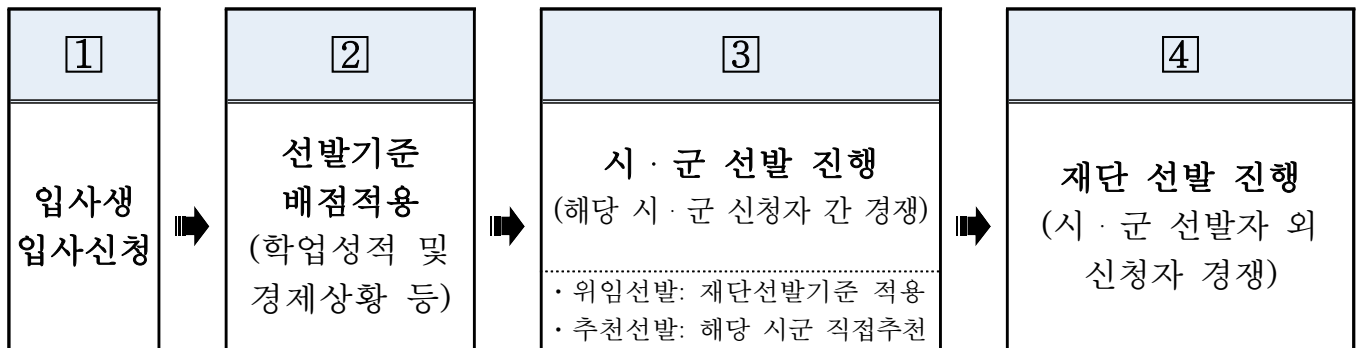 1
입사생
입사신청
2
선발기준
배점적용
(학업성적 및
경제상황 등)
3
시 · 군 선발 진행
(해당 시 · 군 신청자 간 경쟁)
· 위임선발: 재단선발기준 적용
· 추천선발: 해당 시군 직접추천
4
재단 선발 진행
(시 · 군 선발자 외
신청자 경쟁)